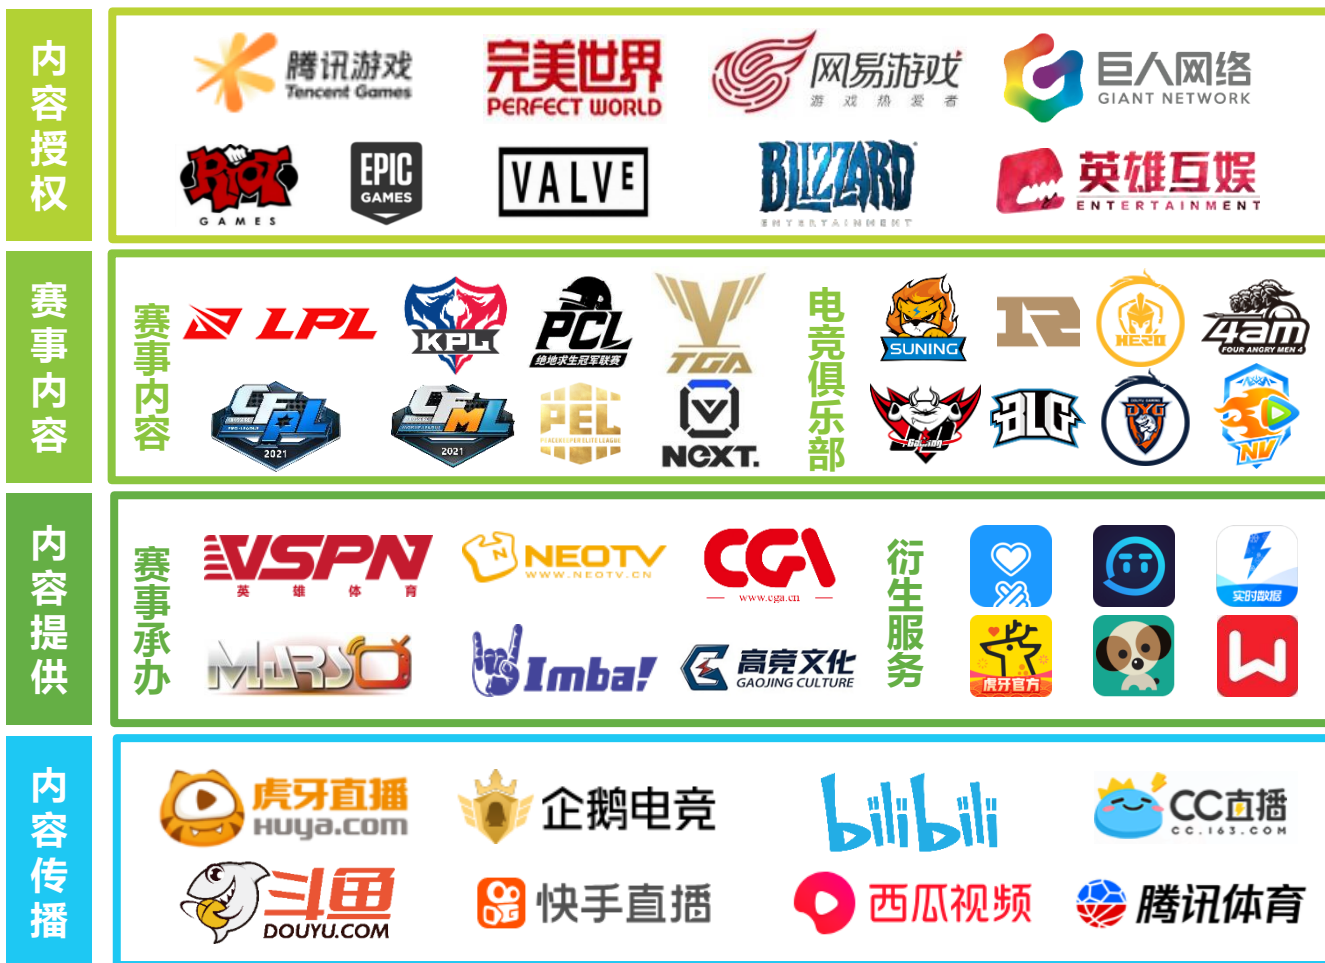 内容授权
腾讯游戏
Tencent Games
完美世界
PERFECT WORLD
网易游戏
游戏热爱者
巨人网络
GIANT NETWORK
RIOT
GAMES
EPIC
GAMES
VALVE
BLIZZARD
ENTERTAINMENT
英雄互娱
ENTERTAINMENT
赛事内容
赛事内容
LPL
KPL
PCL
绝地求生冠军联赛
TGA
CFPL
2021
CFML
2021
PEL
PEACEKEEPER ELITE LEAGUE
NEXT.
电竞俱乐部
SUNING
R
HERO
4am
FOUR ANGRY MEN 4
Gaming
BLG
DYG
NV
内容提供
赛事承办
VSPN
英雄体育
NEOTV
WWW.NEOTV.CN
CGA
www.cga.cn
MARS
Imba!
高竞文化
GAOJING CULTURE
衍生服务
实时数据
虎牙官方
内容传播
虎牙直播
HUYA.COM
企鹅电竞
bilibili
CC直播
CC.163.COM
斗鱼
DOUYU.COM
快手直播
西瓜视频
腾讯体育